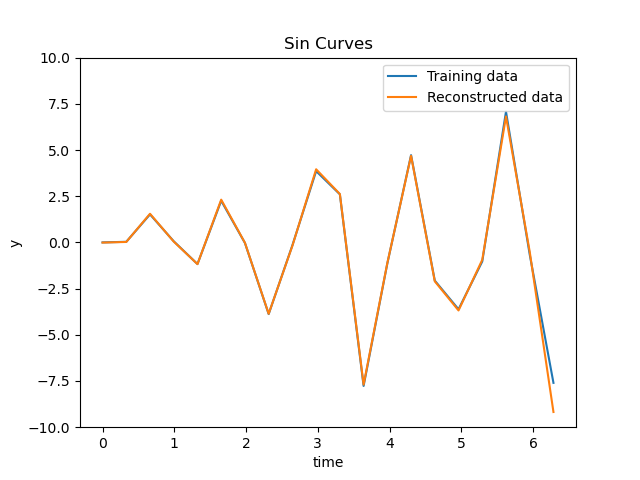 Sin Curves
Training data
Reconstructed data
10.0
7.5
5.0
2.5
0.0
−2.5
−5.0
−7.5
−10.0
y
0 1 2 3 4 5 6
time